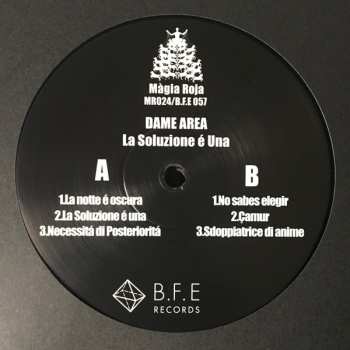 Màgia Roja
MR024/B.F.E 057
DAME AREA
La Soluzione é Una
A
1.La notte é oscura
2.La Soluzione é una
3.Necessitá di Posterioritá
B
1.No sabes elegir
2.Çamur
3.Sdoppiatrice di anime
B.F.E
RECORDS